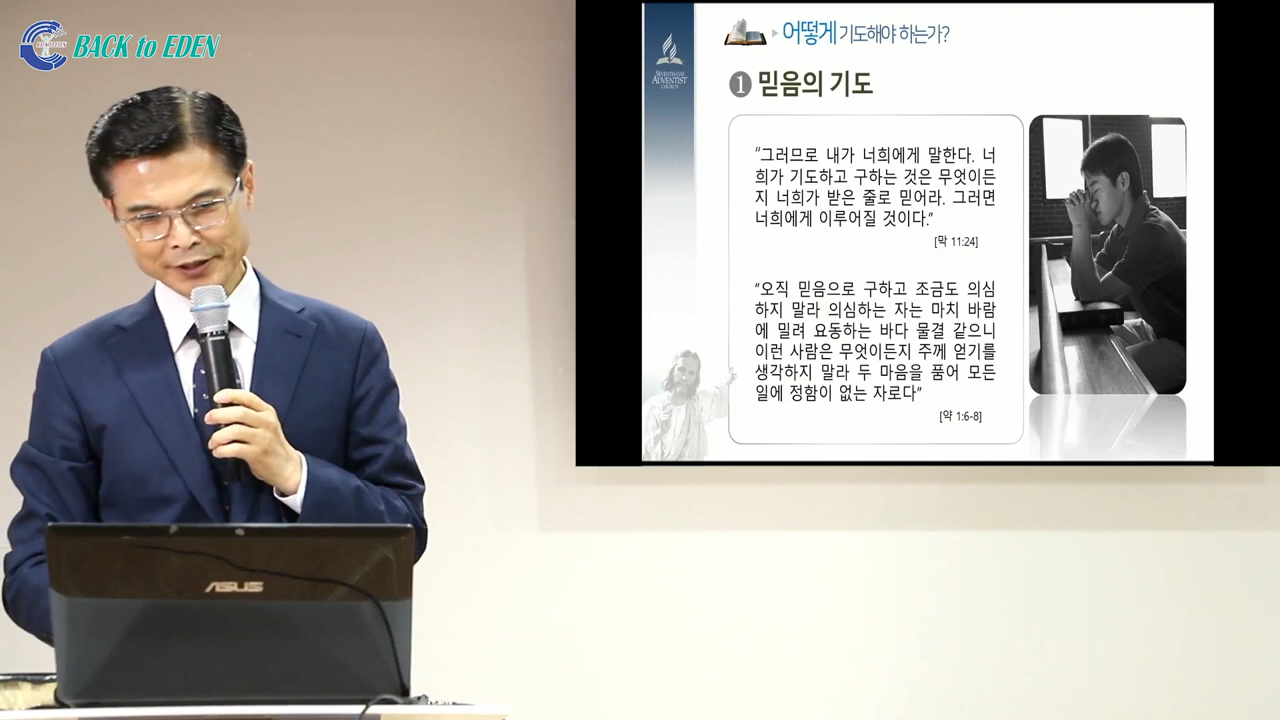 BACK to EDEN
어떻게 기도해야 하는가?
SEVENTH-DAY
ADVENTIST
CHURCH
1 믿음의 기도
“그러므로 내가 너희에게 말한다. 너
희가 기도하고 구하는 것은 무엇이든
지 너희가 받은 줄로 믿어라. 그러면
너희에게 이루어질 것이다.”
[막 11:24]
"오직 믿음으로 구하고 조금도 의심
하지 말라 의심하는 자는 마치 바람
에 밀려 요동하는 바다 물결 같으니
이런 사람은 무엇이든지 주께 얻기를
생각하지 말라 두 마음을 품어 모든
일에 정함이 없는 자로다”
[약 1:6-8]
ASUS